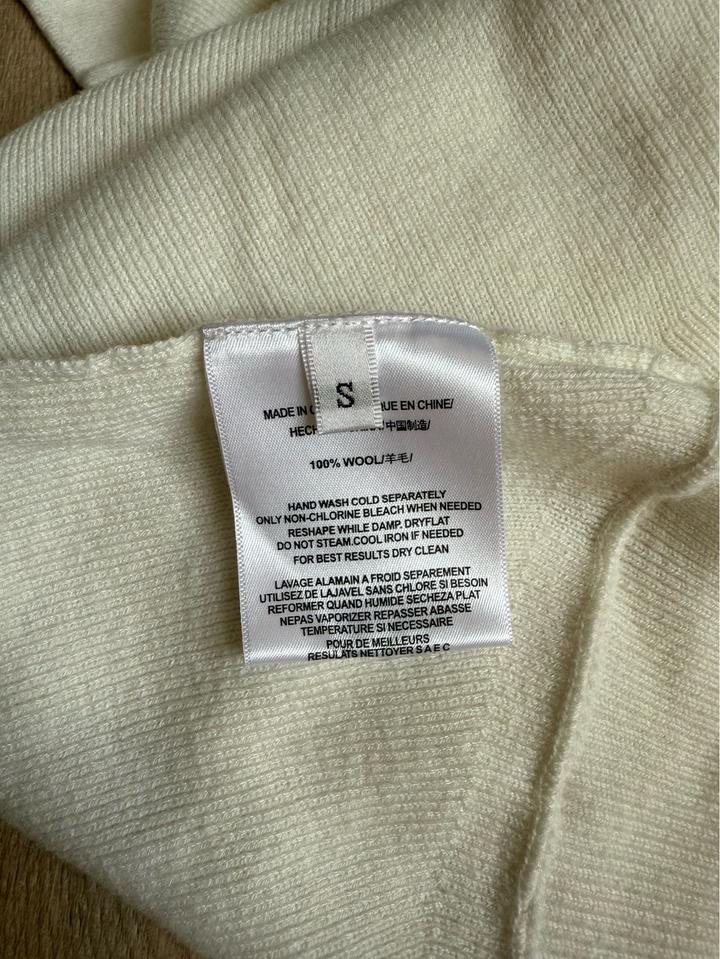 S
MADE IN QUE EN CHINE/
HECH /中国制造/
100% WOOL/羊毛/
HAND WASH COLD SEPARATELY
ONLY NON-CHLORINE BLEACH WHEN NEEDED
RESHAPE WHILE DAMP. DRYFLAT
DO NOT STEAM.COOL IRON IF NEEDED
FOR BEST RESULTS DRY CLEAN
LAVAGE ALAMAIN A FROID SEPAREMENT
UTILISEZ DE LAJAVEL SANS CHLORE SI BESOIN
REFORMER QUAND HUMIDE SECHEZA PLAT
NEPAS VAPORIZER REPASSER ABASSE
TEMPERATURE SI NECESSAIRE
POUR DE MEILLEURS
RESULATS NETTOYER S A E C